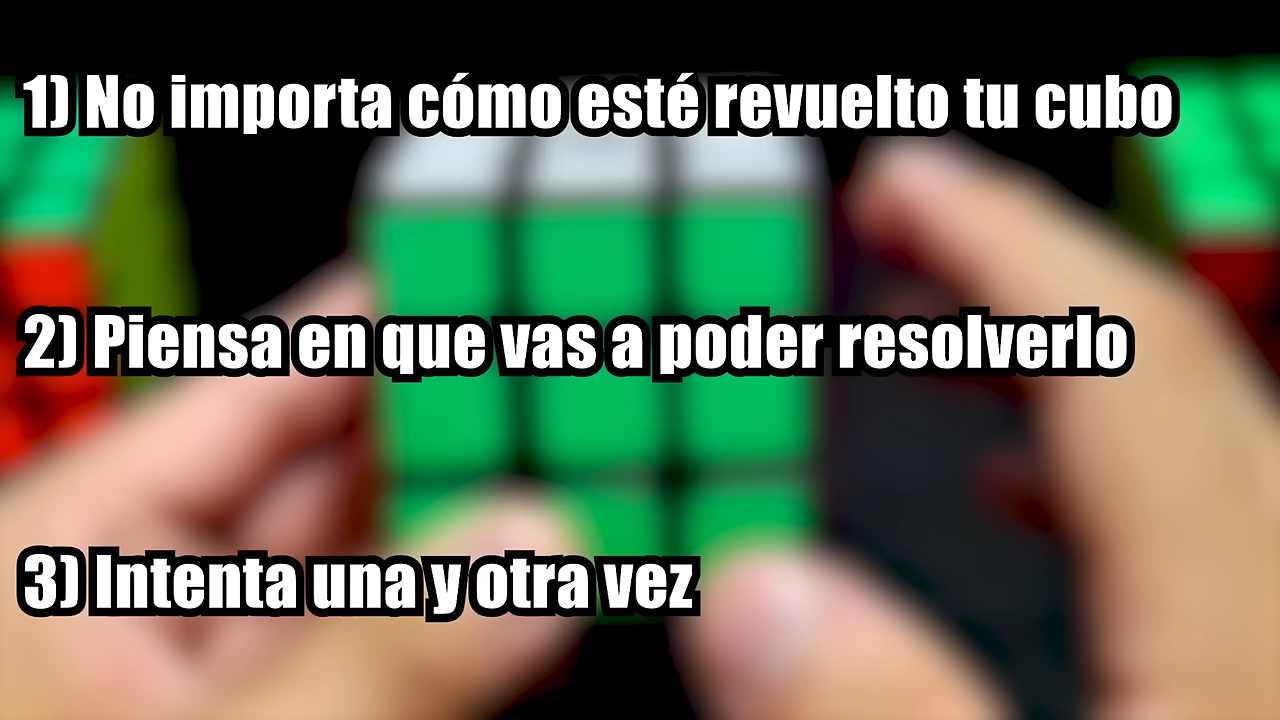 1) No importa cómo esté revuelto tu cubo
2) Piensa en que vas a poder resolverlo
3) Intenta una y otra vez